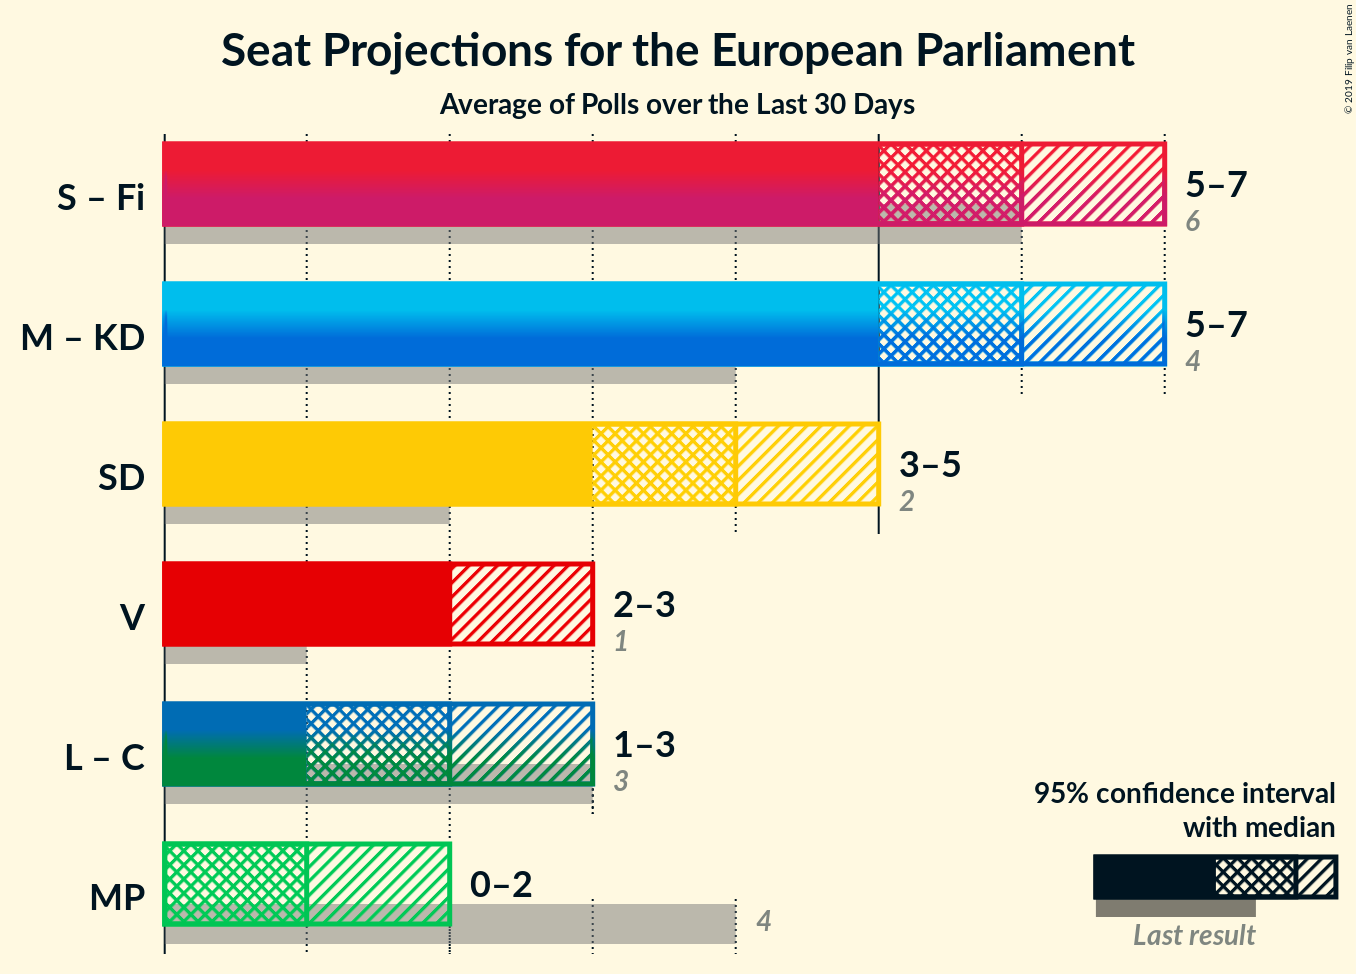 Seat Projections for the European Parliament
Average of Polls over the Last 30 Days
© 2019 Filip van Laenen
S – Fi
5–7
6
M – KD
5–7
4
SD
3–5
2
V
2–3
1
L – C
1–3
3
MP
0–2
4
95% confidence interval
with median
Last result